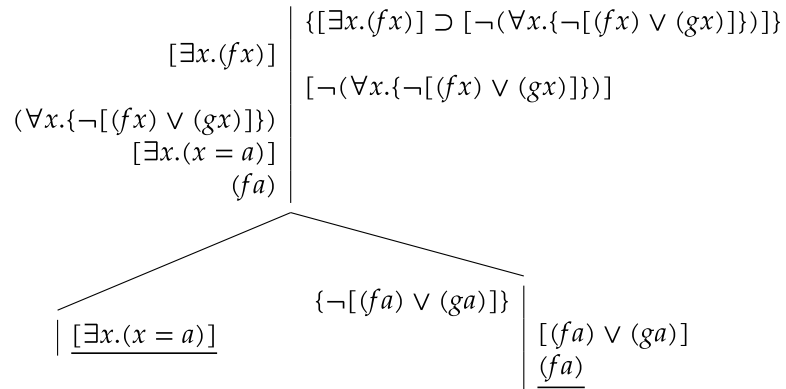 {[∃x.(fx)] ⊃ [¬(∀x.{¬[(fx) ∨ (gx)]})]}
[∃x.(fx)]
[¬(∀x.{¬[(fx) ∨ (gx)]})]
(∀x.{¬[(fx) ∨ (gx)]})
[∃x.(x = a)]
(fa)
{¬[(fa) ∨ (ga)]}
[∃x.(x = a)]
[(fa) ∨ (ga)]
(fa)